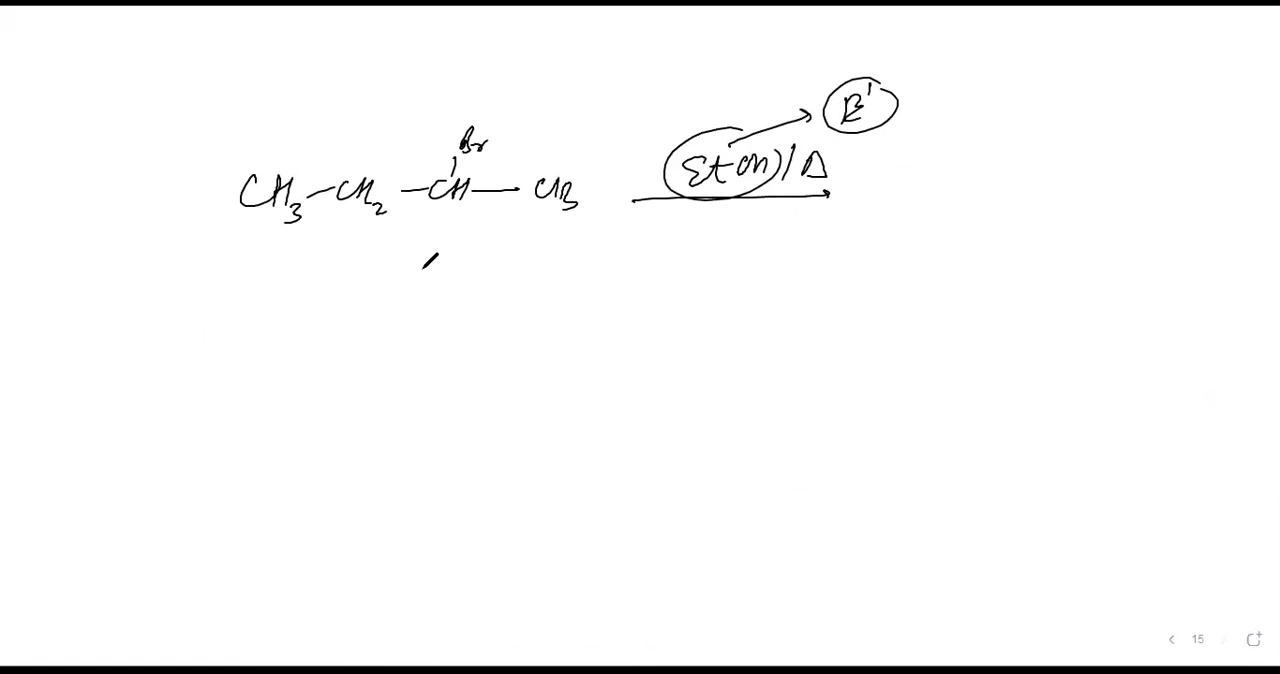 E'
Br
EtOH / Δ
CH3 - CH2 - CH - CH3
15